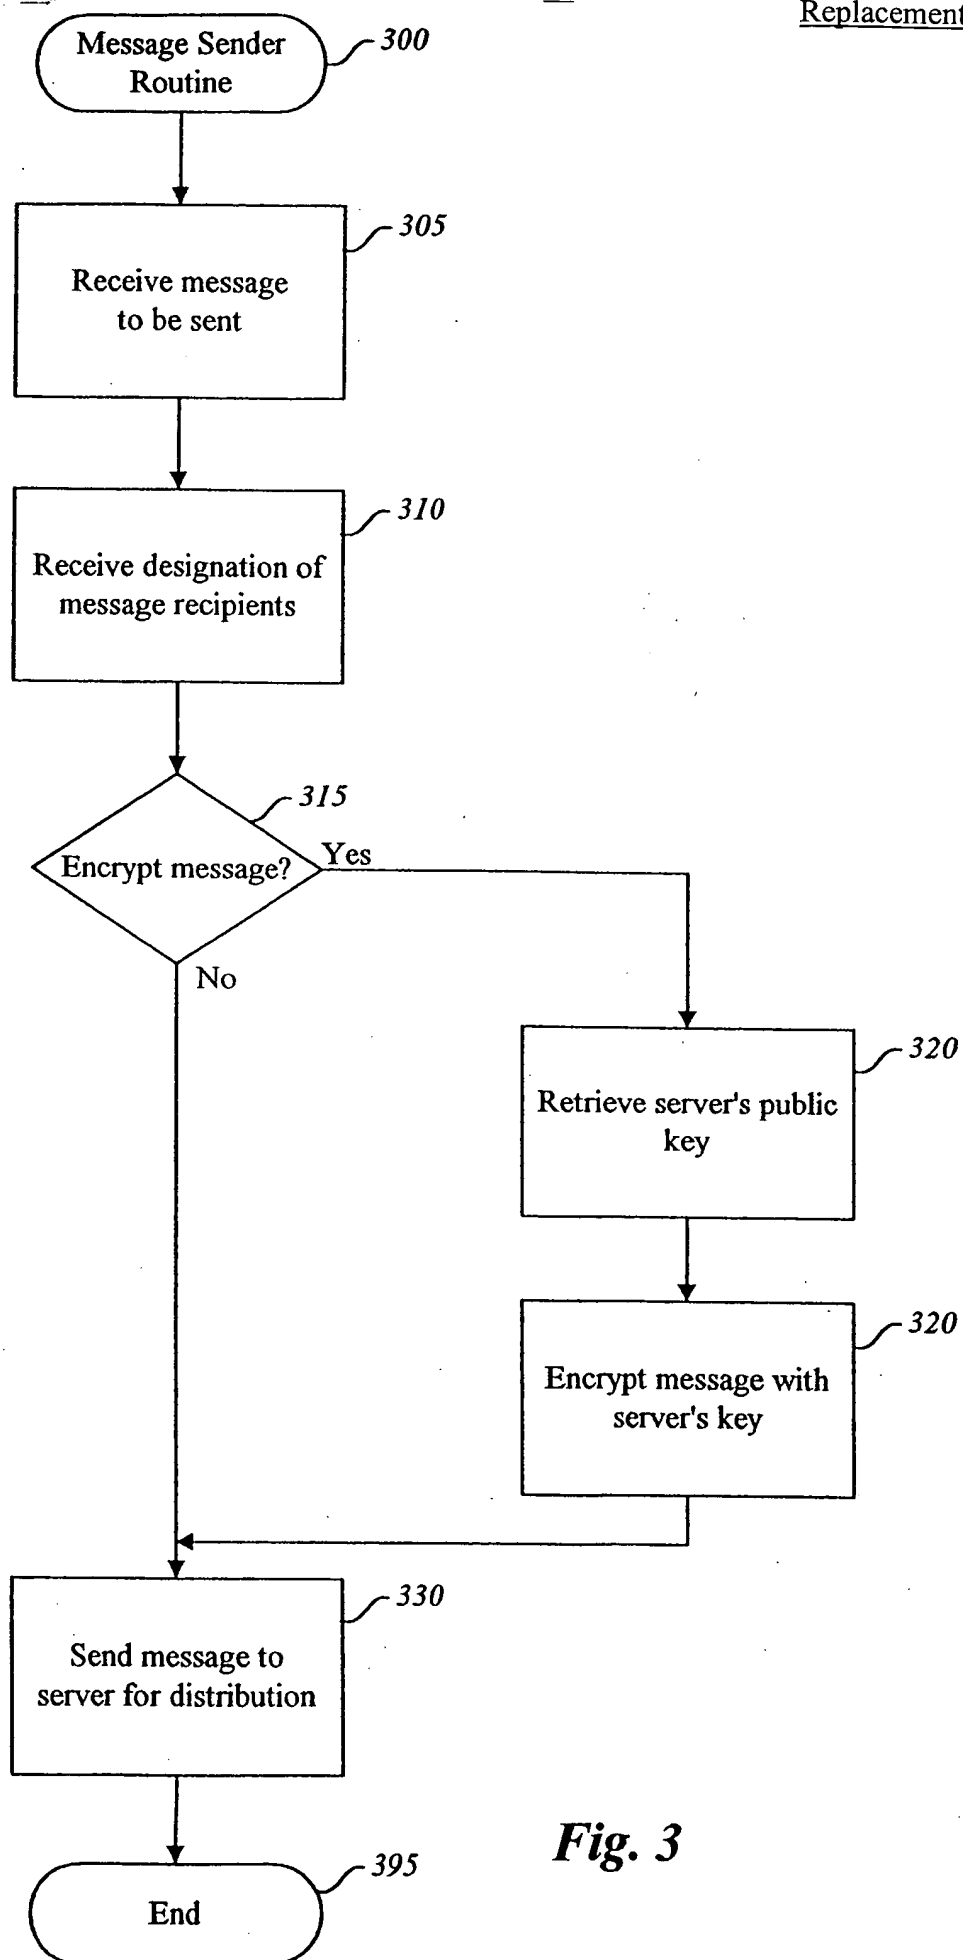 Replacement
Message Sender
Routine
300
305
Receive message
to be sent
310
Receive designation of
message recipients
315
Encrypt message?
Yes
No
320
Retrieve server's public
key
320
Encrypt message with
server's key
330
Send message to
server for distribution
Fig. 3
395
End